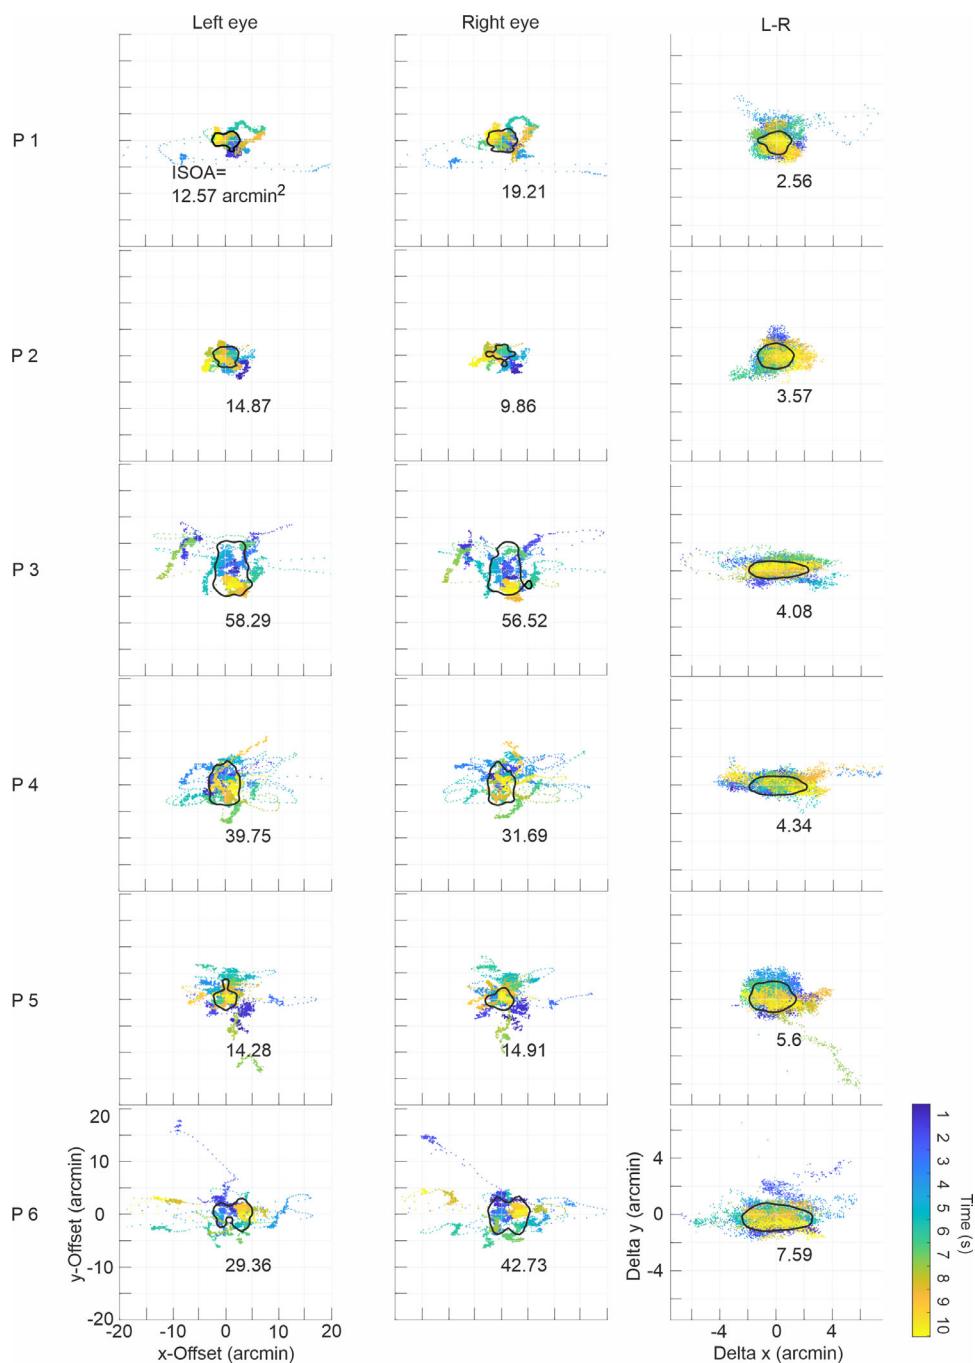 Left eye
Right eye
L-R
P 1
ISOA=
12.57 arcmin2
19.21
2.56
P 2
14.87
9.86
3.57
P 3
58.29
56.52
4.08
P 4
39.75
31.69
4.34
P 5
14.28
14.91
5.6
P 6
29.36
42.73
7.59
y-Offset (arcmin)
20
10
0
-10
-20
-20 -10 0 10 20
x-Offset (arcmin)
Delta y (arcmin)
4
0
-4
-4 0 4
Delta x (arcmin)
1 2 3 4 5 6 7 8 9 10
Time (s)